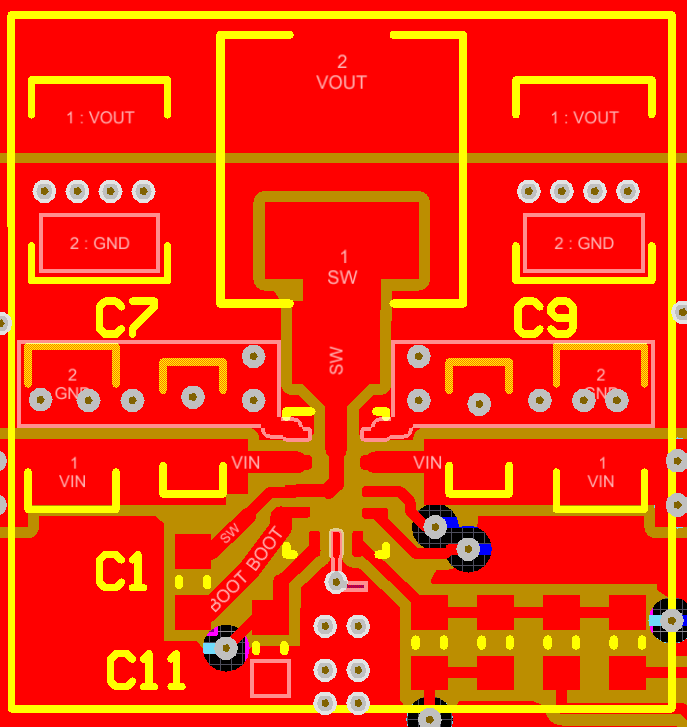 2
VOUT
1 : VOUT
1 : VOUT
2 : GND
2 : GND
1
SW
C7
C9
SW
2
GND
2
GND
1
VIN
VIN
VIN
1
VIN
SW
BOOT
BOOT
C1
C11